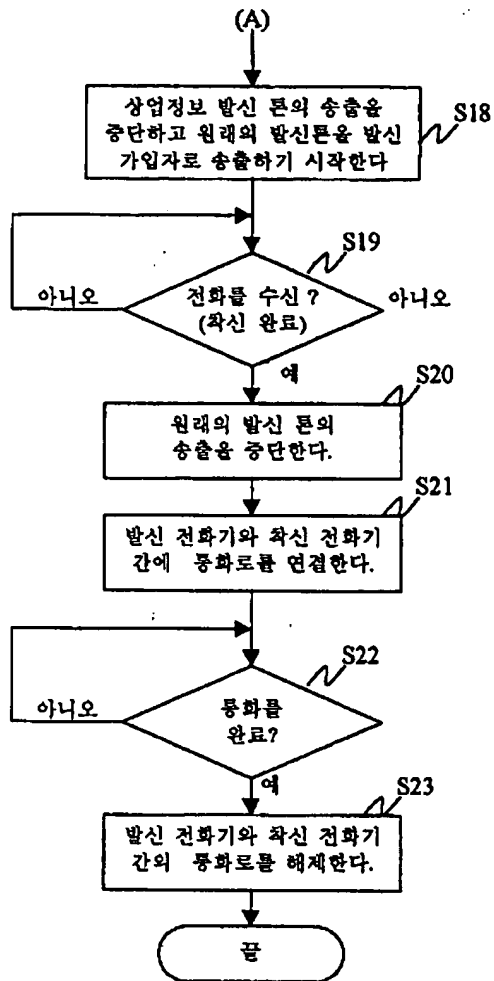 (A)
상업정보 발신 톤의 송출을
중단하고 원래의 발신톤을 발신
가입자로 송출하기 시작한다
S18
S19
아니오
전화를 수신 ?
(착신 완료)
아니오
예
S20
원래의 발신 톤의
송출을 중단한다.
S21
발신 전화기와 착신 전화기
간에 통화로를 연결한다.
S22
아니오
통화를
완료?
예
S23
발신 전화기와 착신 전화기
간의 통화로를 해제한다.
끝